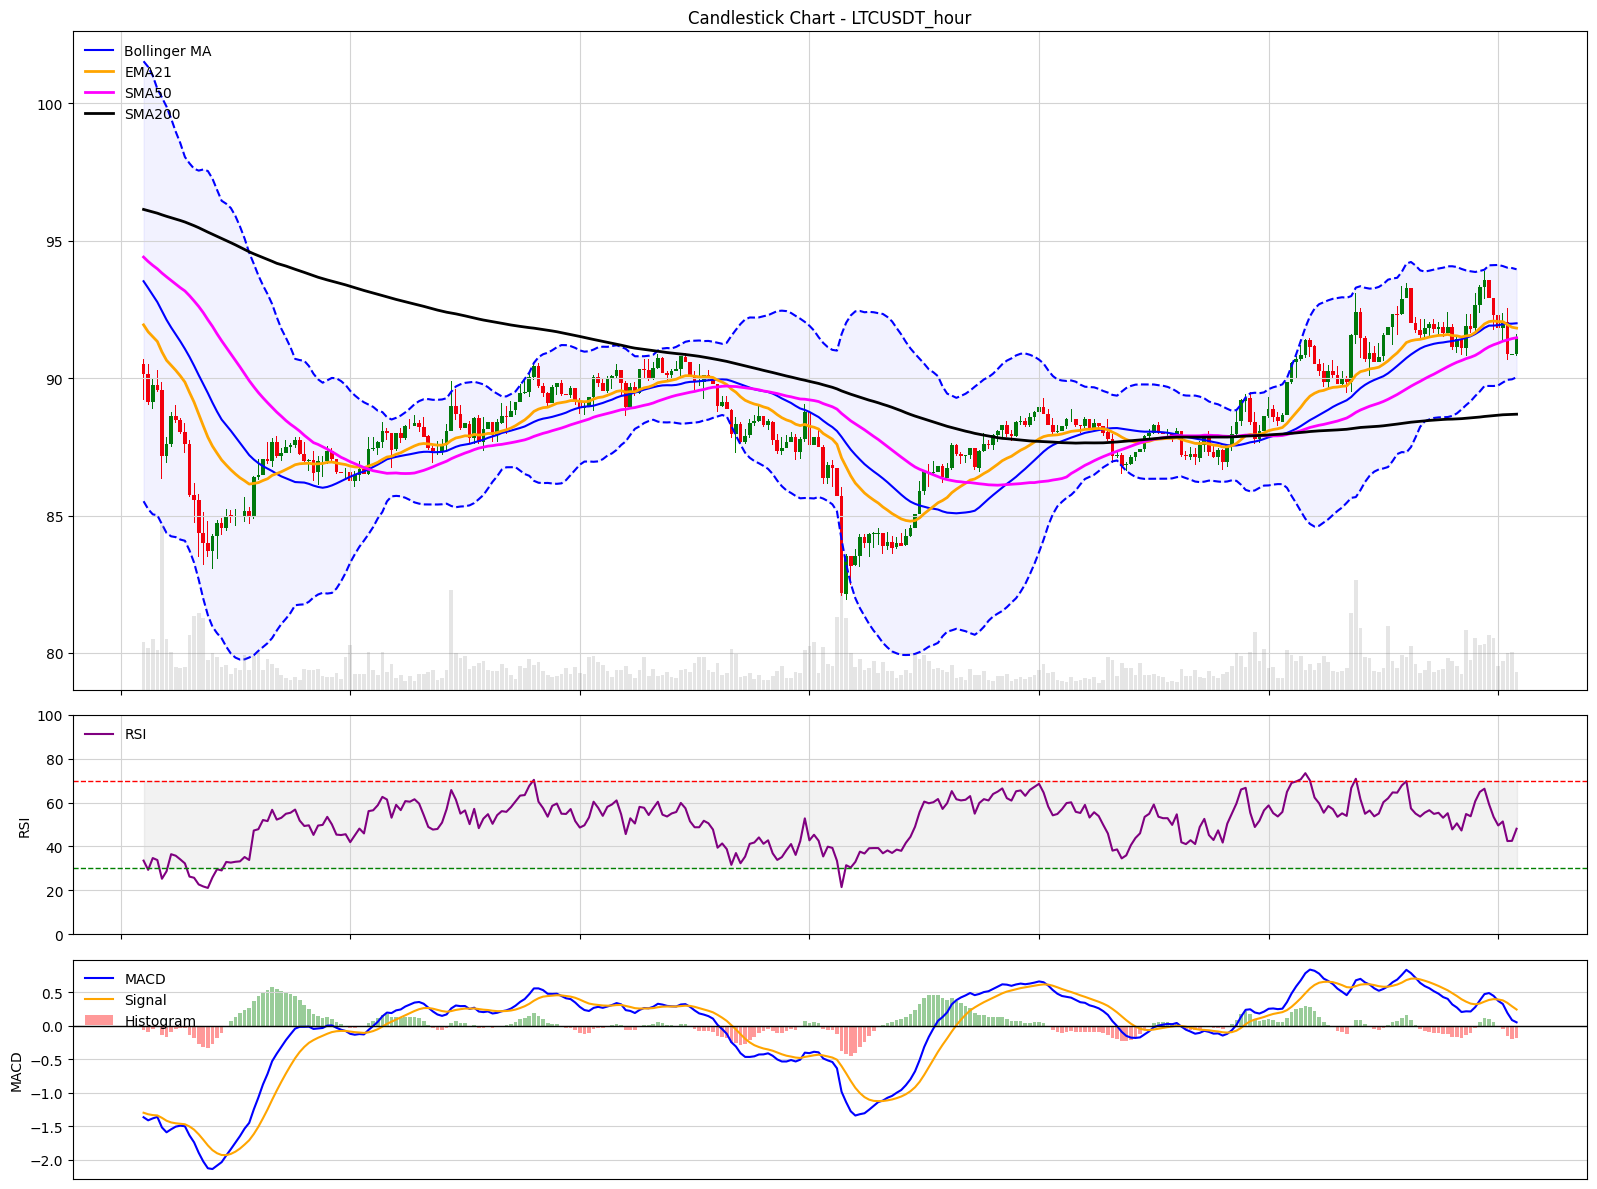 Candlestick Chart - LTCUSDT_hour
Bollinger MA
EMA21
SMA50
SMA200
100
95
90
85
80
100
80
60
40
20
0
RSI
RSI
MACD
Signal
Histogram
0.5
0.0
−0.5
−1.0
−1.5
−2.0
MACD